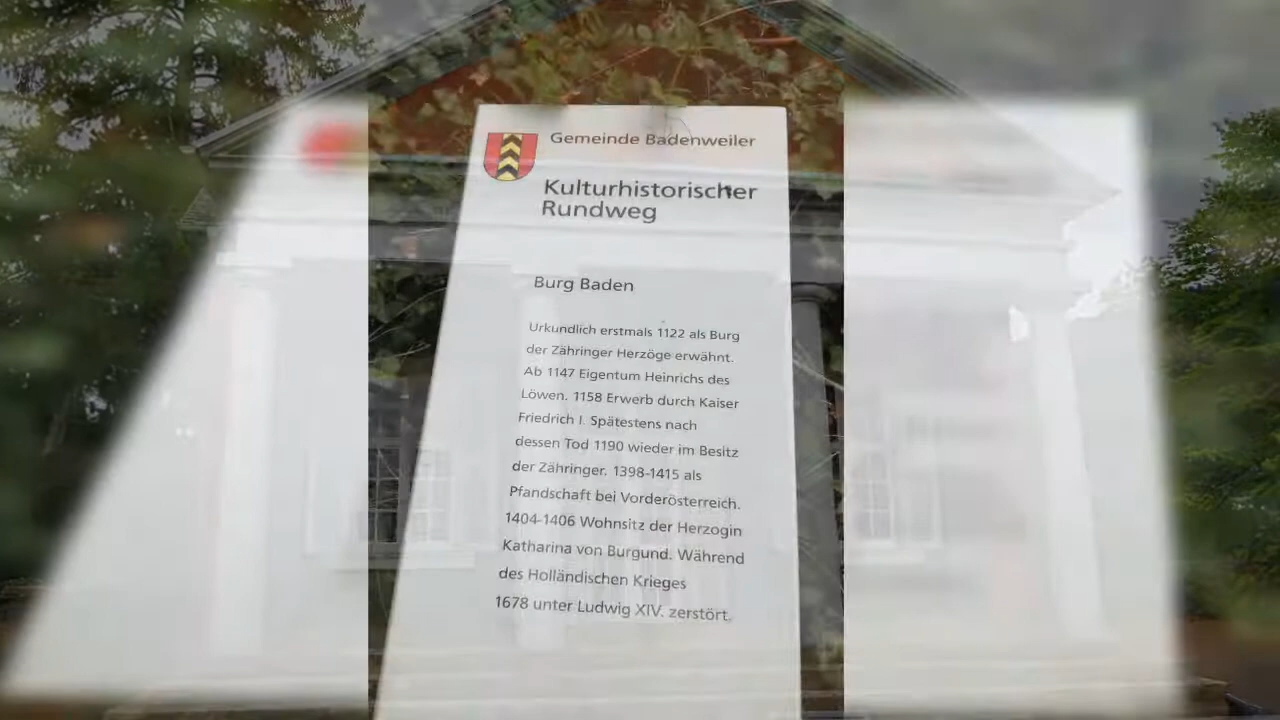 Gemeinde Badenweiler
Kulturhistorischer
Rundweg
Burg Baden
Urkundlich erstmals 1122 als Burg
der Zähringer Herzöge erwähnt.
Ab 1147 Eigentum Heinrichs des
Löwen. 1158 Erwerb durch Kaiser
Friedrich I. Spätestens nach
dessen Tod 1190 wieder im Besitz
der Zähringer. 1398-1415 als
Pfandschaft bei Vorderösterreich.
1404-1406 Wohnsitz der Herzogin
Katharina von Burgund. Während
des Holländischen Krieges
1678 unter Ludwig XIV. zerstört.